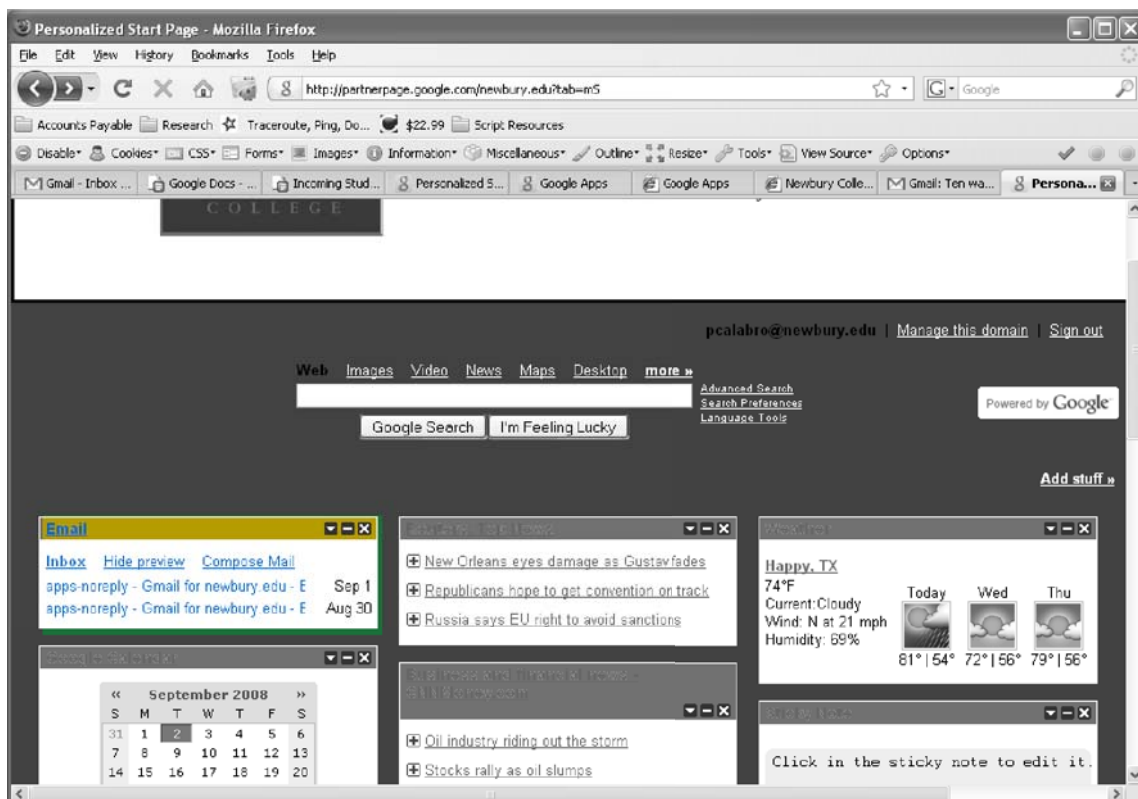 Personalized Start Page - Mozilla Firefox
File Edit View History Bookmarks Tools Help
http://partnerpage.google.com/newbury.edu?tab=m5 Google
Accounts Payable Research Traceroute, Ping, Do... $22.99 Script Resources
Disable Cookies CSS Forms Images Information Miscellaneous Outline Resize Tools View Source Options
Gmail - Inbox ... Google Docs - ... Incoming Stud... Personalized S... Google Apps Google Apps Newbury Colle... Gmail: Ten wa... Persona...
COLLEGE
pcalabro@newbury.edu | Manage this domain | Sign out
Web Images Video News Maps Desktop more »
Advanced Search
Search Preferences
Language Tools
Google Search I'm Feeling Lucky
Powered by Google
Add stuff »
Email
Inbox Hide preview Compose Mail
apps-noreply - Gmail for newbury.edu - E Sep 1
apps-noreply - Gmail for newbury.edu - E Aug 30
September 2008
« »
S M T W T F S
31 1 2 3 4 5 6
7 8 9 10 11 12 13
14 15 16 17 18 19 20
New Orleans eyes damage as Gustav fades
Republicans hope to get convention on track
Russia says EU right to avoid sanctions
Oil industry riding out the storm
Stocks rally as oil slumps
Weather
Happy, TX
74°F
Current:Cloudy
Wind: N at 21 mph
Humidity: 69%
Today Wed Thu
81° | 54° 72° | 56° 79° | 56°
Sticky Note
Click in the sticky note to edit it.